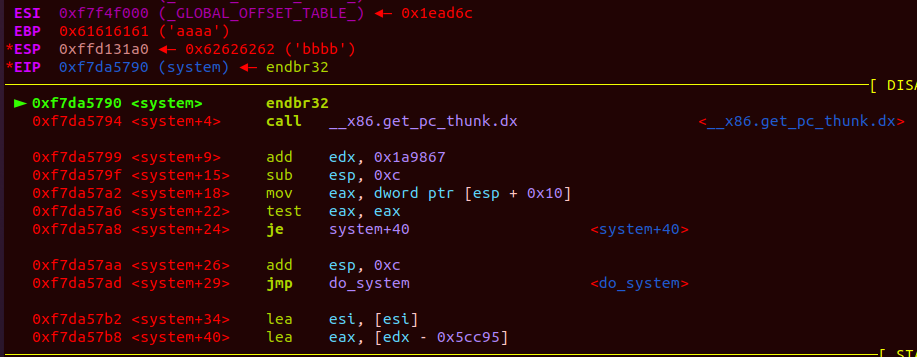 ESI  0xf7f4f000 (_GLOBAL_OFFSET_TABLE_) ◂— 0x1ead6c
EBP  0x61616161 ('aaaa')
*ESP  0xffd131a0 ◂— 0x62626262 ('bbbb')
*EIP  0xf7da5790 (system) ◂— endbr32
[ DISA
► 0xf7da5790 <system>       endbr32
0xf7da5794 <system+4>     call   __x86.get_pc_thunk.dx                    <__x86.get_pc_thunk.dx>
0xf7da5799 <system+9>     add    edx, 0x1a9867
0xf7da579f <system+15>    sub    esp, 0xc
0xf7da57a2 <system+18>    mov    eax, dword ptr [esp + 0x10]
0xf7da57a6 <system+22>    test   eax, eax
0xf7da57a8 <system+24>    je     system+40                    <system+40>
0xf7da57aa <system+26>    add    esp, 0xc
0xf7da57ad <system+29>    jmp    do_system                    <do_system>
0xf7da57b2 <system+34>    lea    esi, [esi]
0xf7da57b8 <system+40>    lea    eax, [edx - 0x5cc95]
[ ST